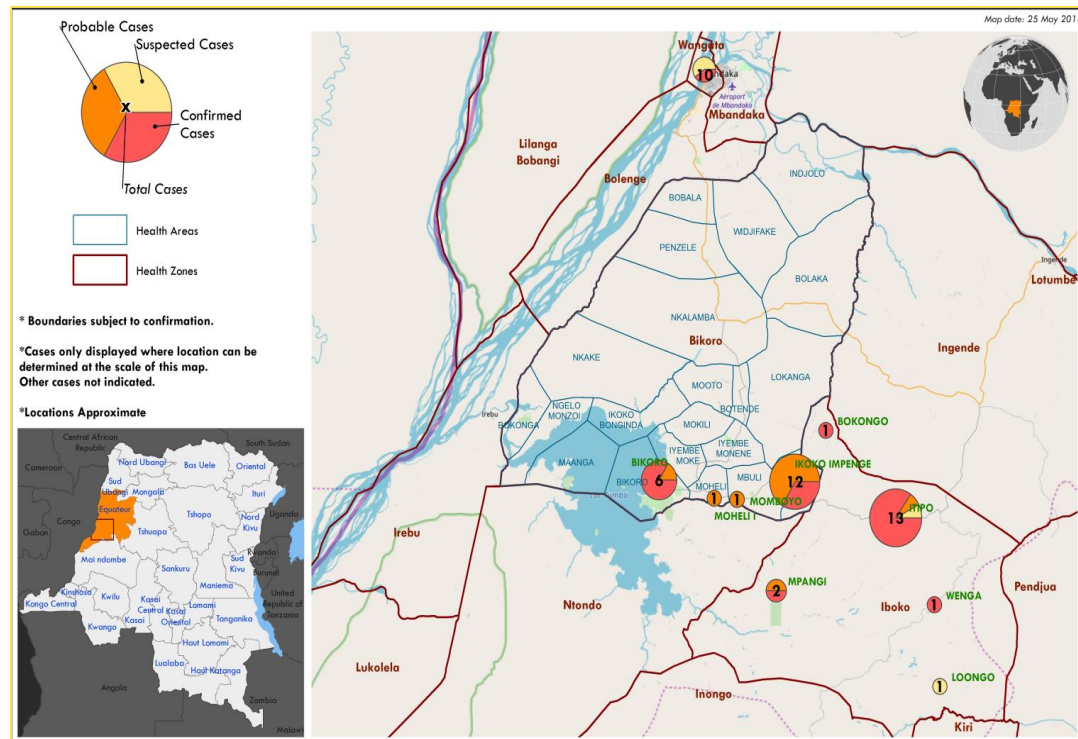 Map date: 25 May 201
Probable Cases
Suspected Cases
x
Confirmed
Cases
Total Cases
Health Areas
Health Zones
* Boundaries subject to confirmation.
*Cases only displayed where location can be
determined at the scale of this map.
Other cases not indicated.
*Locations Approximate
Central African
Republic
South Sudan
Cameroon
Nord Ubangi
Bas Uele
Oriental
Sud
Ubangi
Mongala
Ituri
Equateur
Uganda
Congo
Gabon
Tshopo
Nord
Kivu
Tshuapa
Rwanda
Mai ndombe
Sankuru
Sud
Kivu
Burundi
Maniema
United
Republic of
Tanzania
Kinshasa
Kongo Central
Kwilu
Kasai
Central
Kasai
Oriental
Lomami
Tanganika
Kwango
Kasai
Haut Lomami
Lualaba
Haut Katanga
Angola
Zambia
Malawi
Wangata
10
ndaka
Aéroport
de Mbandaka
Mbandaka
Lilanga
Bobangi
Bolenge
INDJOLO
BOBALA
WIDJIFAKE
PENZELE
BOLAKA
Ingende
Lotumbe
NKALAMBA
Bikoro
Ingende
NKAKE
MOOTO
LOKANGA
Irebu
NGELO
MONZOI
IKOKO
BONGINDA
BOTENDE
BOKONGA
MOKILI
1
BOKONGO
MAANGA
BIKORO
IYEMBE
MOKE
IYEMBE
MONENE
IKOKO IMPENGE
BIKORO
6
MOHELI
MBULI
12
Lac Tumba
1
1
MOMBOYO
MOHELI I
13
ITIPO
Irebu
MPANGI
2
Pendjua
Ntondo
Iboko
1
WENGA
Lukolela
LOONGO
1
Inongo
Kiri